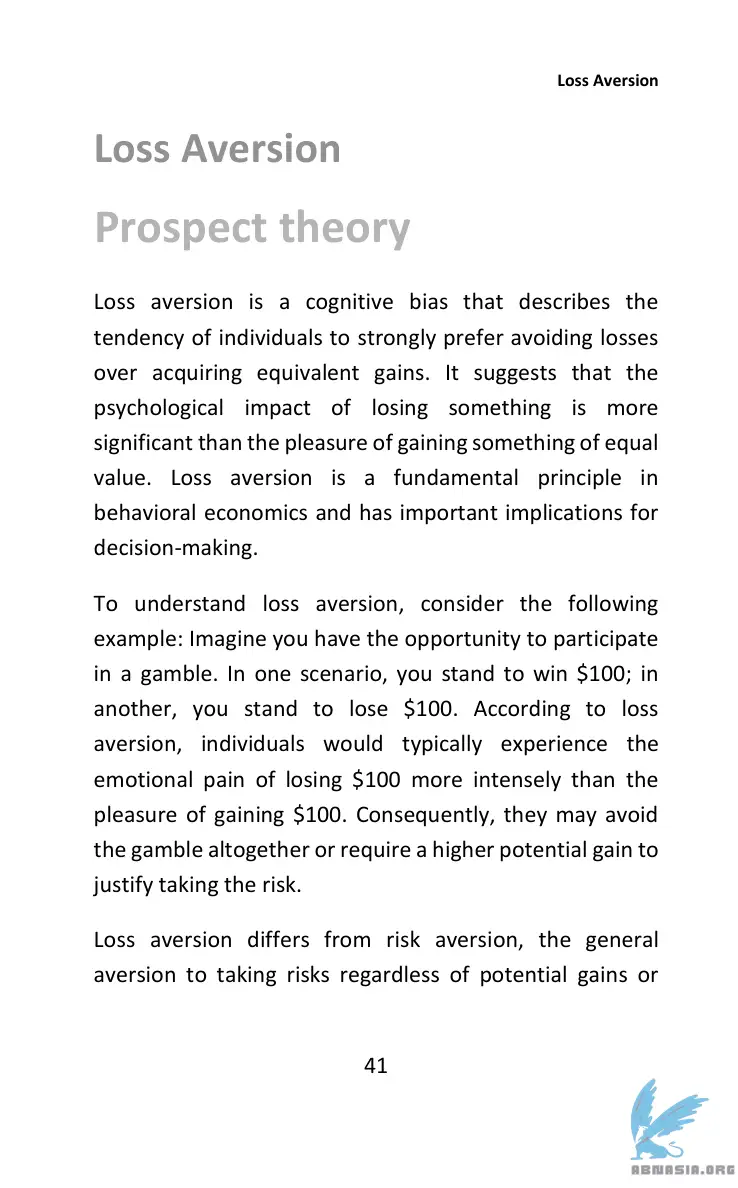 Loss Aversion
Loss Aversion
Prospect theory
Loss aversion is a cognitive bias that describes the
tendency of individuals to strongly prefer avoiding losses
over acquiring equivalent gains. It suggests that the
psychological impact of losing something is more
significant than the pleasure of gaining something of equal
value. Loss aversion is a fundamental principle in
behavioral economics and has important implications for
decision-making.
To understand loss aversion, consider the following
example: Imagine you have the opportunity to participate
in a gamble. In one scenario, you stand to win $100; in
another, you stand to lose $100. According to loss
aversion, individuals would typically experience the
emotional pain of losing $100 more intensely than the
pleasure of gaining $100. Consequently, they may avoid
the gamble altogether or require a higher potential gain to
justify taking the risk.
Loss aversion differs from risk aversion, the general
aversion to taking risks regardless of potential gains or
41
ABNASIA.ORG